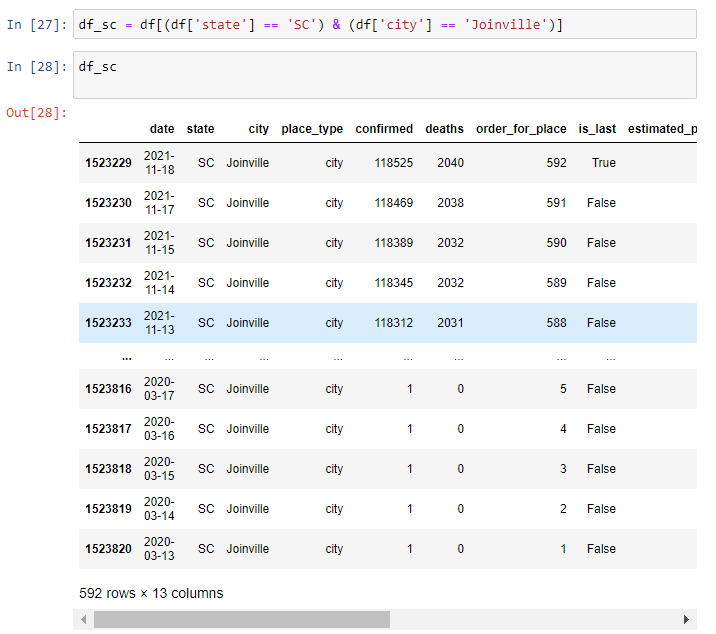 In [27]: df_sc = df[(df['state'] == 'SC') & (df['city'] == 'Joinville')]
In [28]: df_sc
Out[28]:
date state city place_type confirmed deaths order_for_place is_last estimated_p
1523229 2021-11-18 SC Joinville city 118525 2040 592 True
1523230 2021-11-17 SC Joinville city 118469 2038 591 False
1523231 2021-11-15 SC Joinville city 118389 2032 590 False
1523232 2021-11-14 SC Joinville city 118345 2032 589 False
1523233 2021-11-13 SC Joinville city 118312 2031 588 False
... ... ... ... ... ... ... ... ...
1523816 2020-03-17 SC Joinville city 1 0 5 False
1523817 2020-03-16 SC Joinville city 1 0 4 False
1523818 2020-03-15 SC Joinville city 1 0 3 False
1523819 2020-03-14 SC Joinville city 1 0 2 False
1523820 2020-03-13 SC Joinville city 1 0 1 False
592 rows × 13 columns